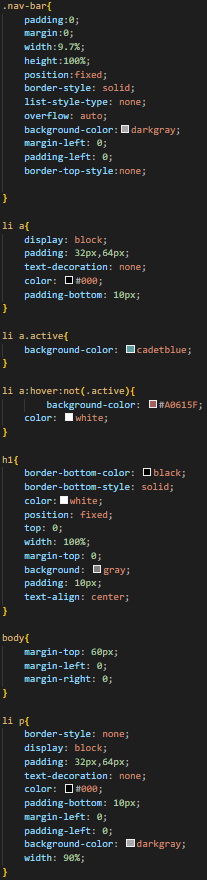 .nav-bar{
padding:0;
margin:0;
width:9.7%;
height:100%;
position:fixed;
border-style: solid;
list-style-type: none;
overflow: auto;
background-color: darkgray;
margin-left: 0;
padding-left: 0;
border-top-style:none;
}
li a{
display: block;
padding: 32px,64px;
text-decoration: none;
color: #000;
padding-bottom: 10px;
}
li a.active{
background-color: cadetblue;
}
li a:hover:not(.active){
background-color: #A0615F;
color: white;
}
h1{
border-bottom-color: black;
border-bottom-style: solid;
color: white;
position: fixed;
top: 0;
width: 100%;
margin-top: 0;
background: gray;
padding: 10px;
text-align: center;
}
body{
margin-top: 60px;
margin-left: 0;
margin-right: 0;
}
li p{
border-style: none;
display: block;
padding: 32px,64px;
text-decoration: none;
color: #000;
padding-bottom: 10px;
margin-left: 0;
padding-left: 0;
background-color: darkgray;
width: 90%;
}